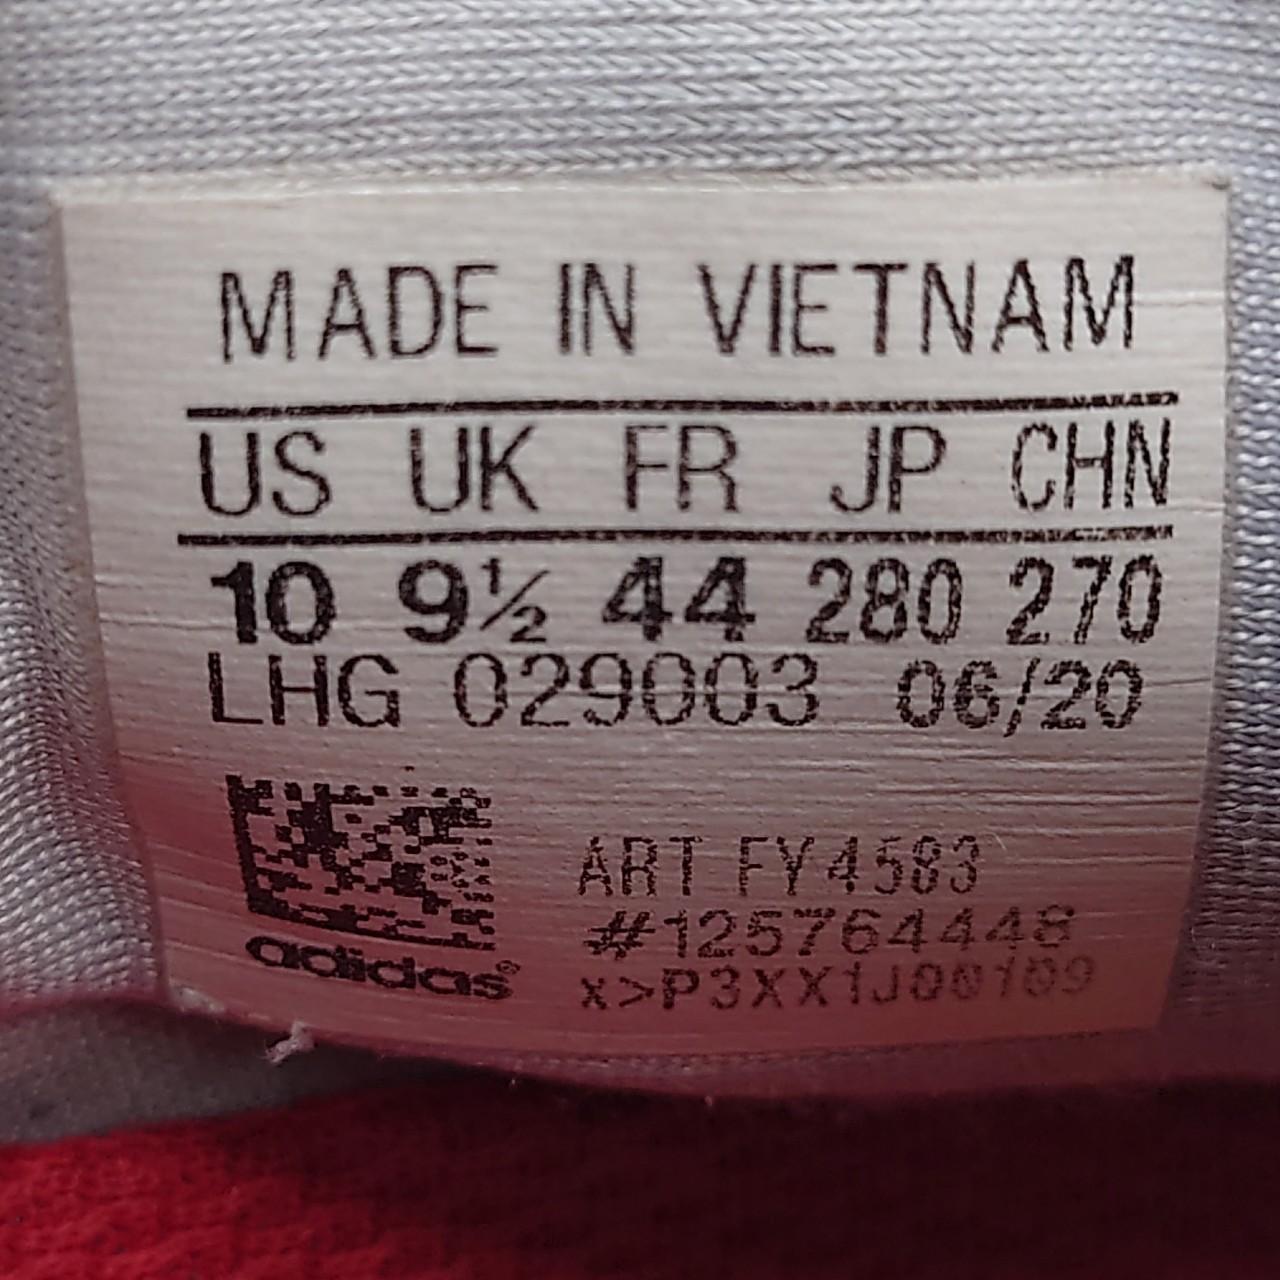 MADE IN VIETNAM
US UK FR JP CHN
10 9½ 44 280 270
LHG 029003 06/20
ART FY4583
#125764448
x>P3XX1J00109
adidas®